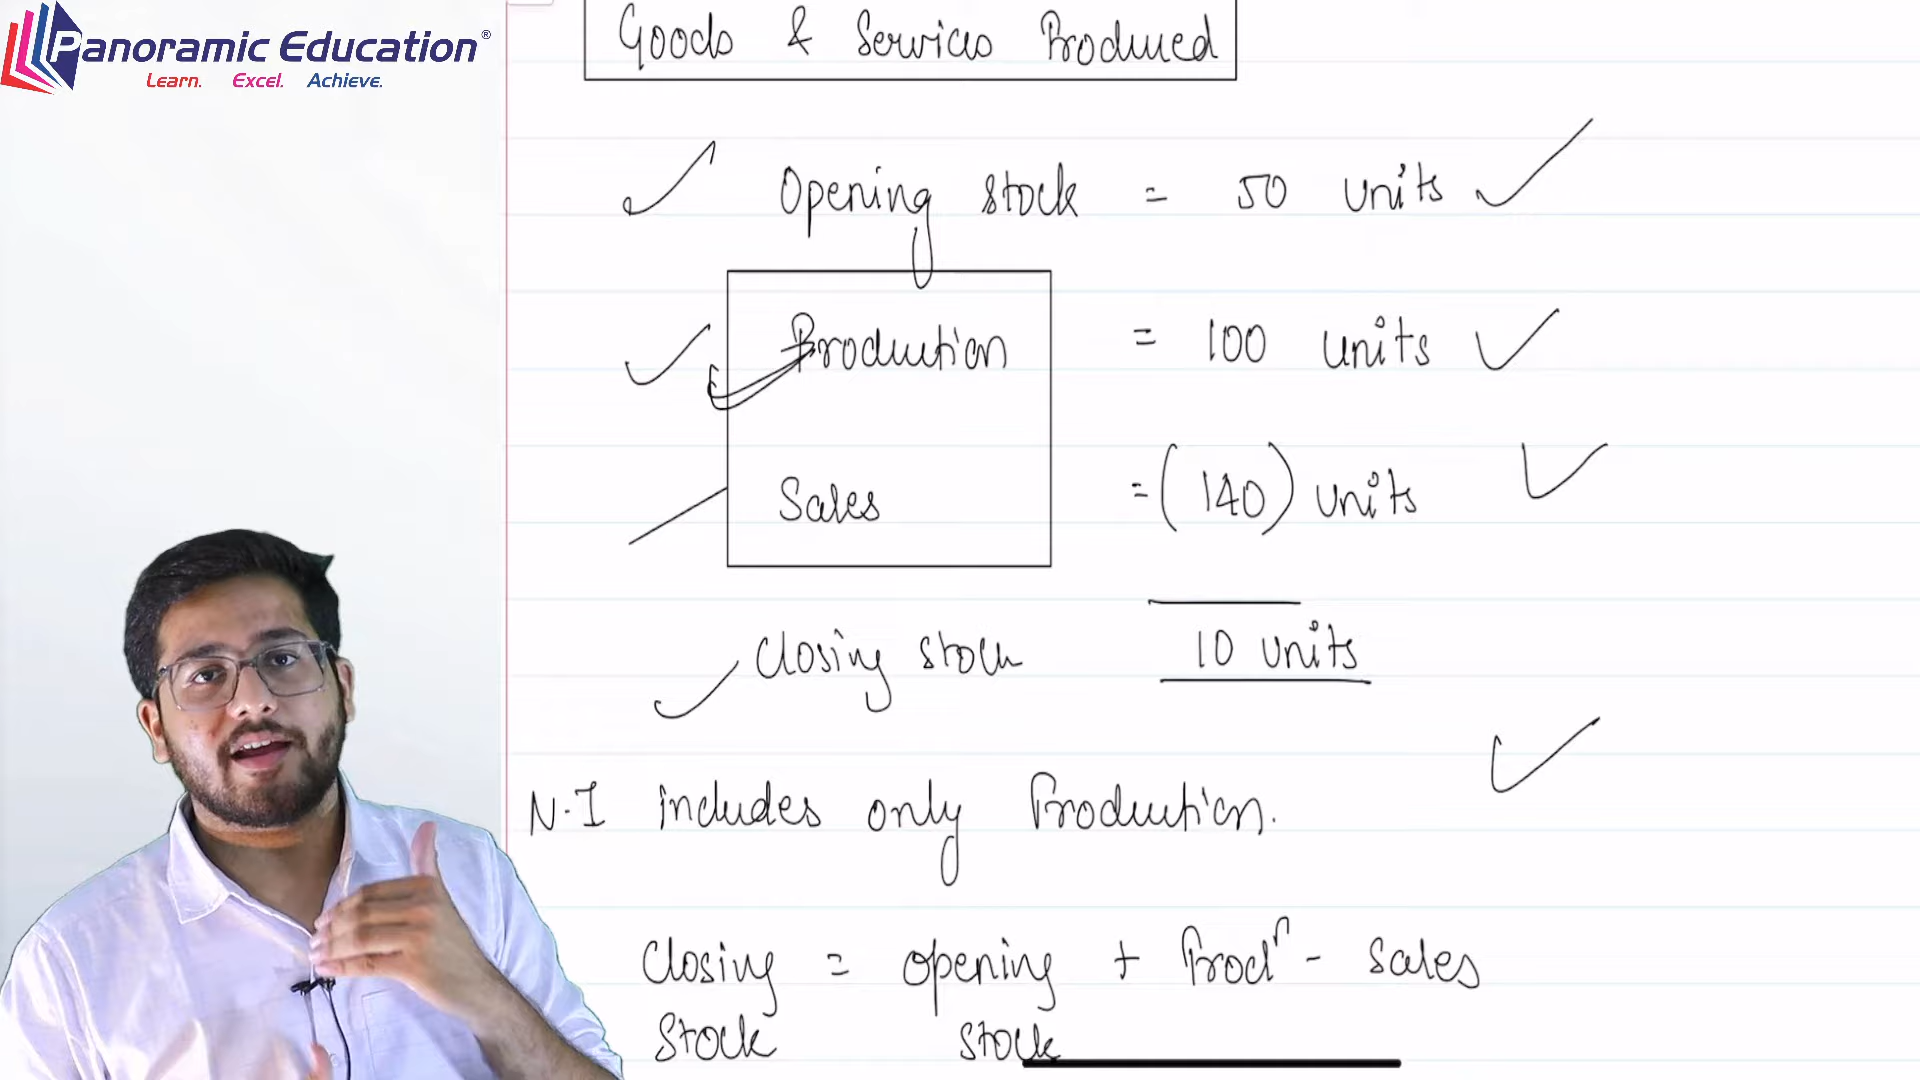 Panoramic Education®
Learn. Excel. Achieve.
Goods & Services Produced
Opening stock = 50 units
Production = 100 units
Sales = (140) units
Closing stock 10 units
N.I includes only Production.
Closing = opening + Prodⁿ - Sales
Stock stock